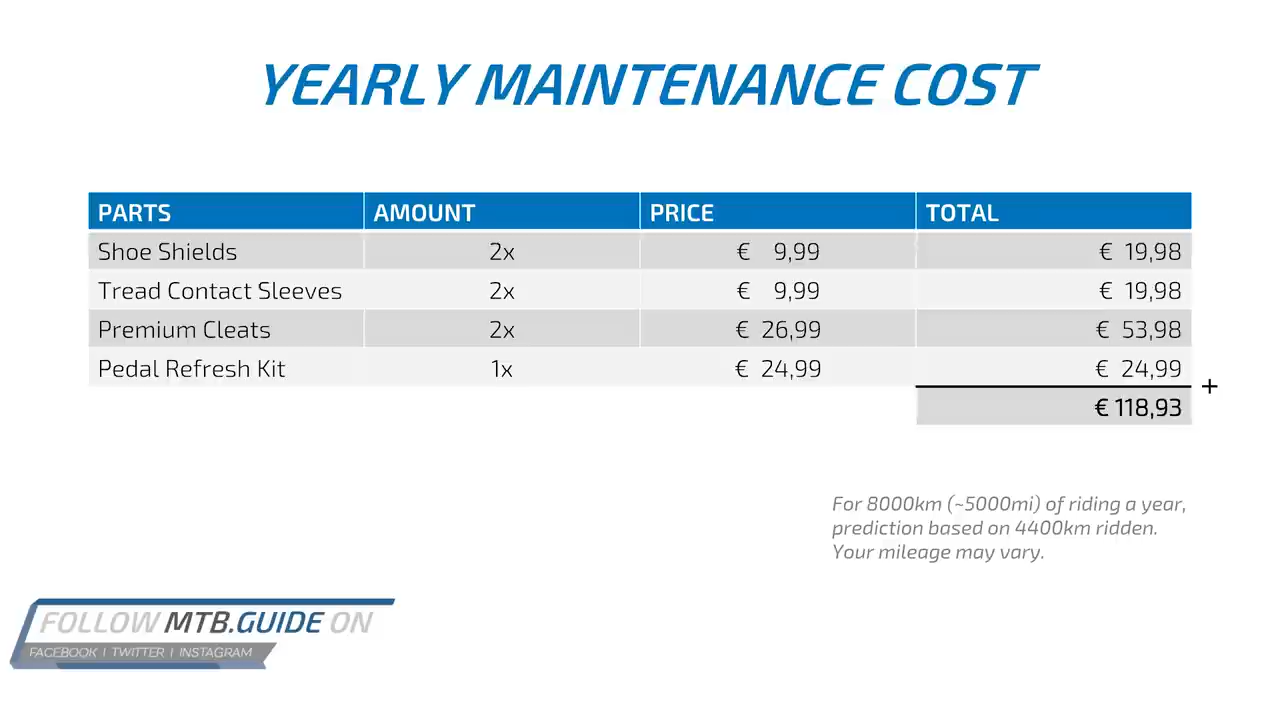 YEARLY MAINTENANCE COST
PARTS AMOUNT PRICE TOTAL
Shoe Shields 2x € 9,99 € 19,98
Tread Contact Sleeves 2x € 9,99 € 19,98
Premium Cleats 2x € 26,99 € 53,98
Pedal Refresh Kit 1x € 24,99 € 24,99
+
€ 118,93
For 8000km (~5000mi) of riding a year,
prediction based on 4400km ridden.
Your mileage may vary.
FOLLOW MTB.GUIDE ON
FACEBOOK | TWITTER | INSTAGRAM